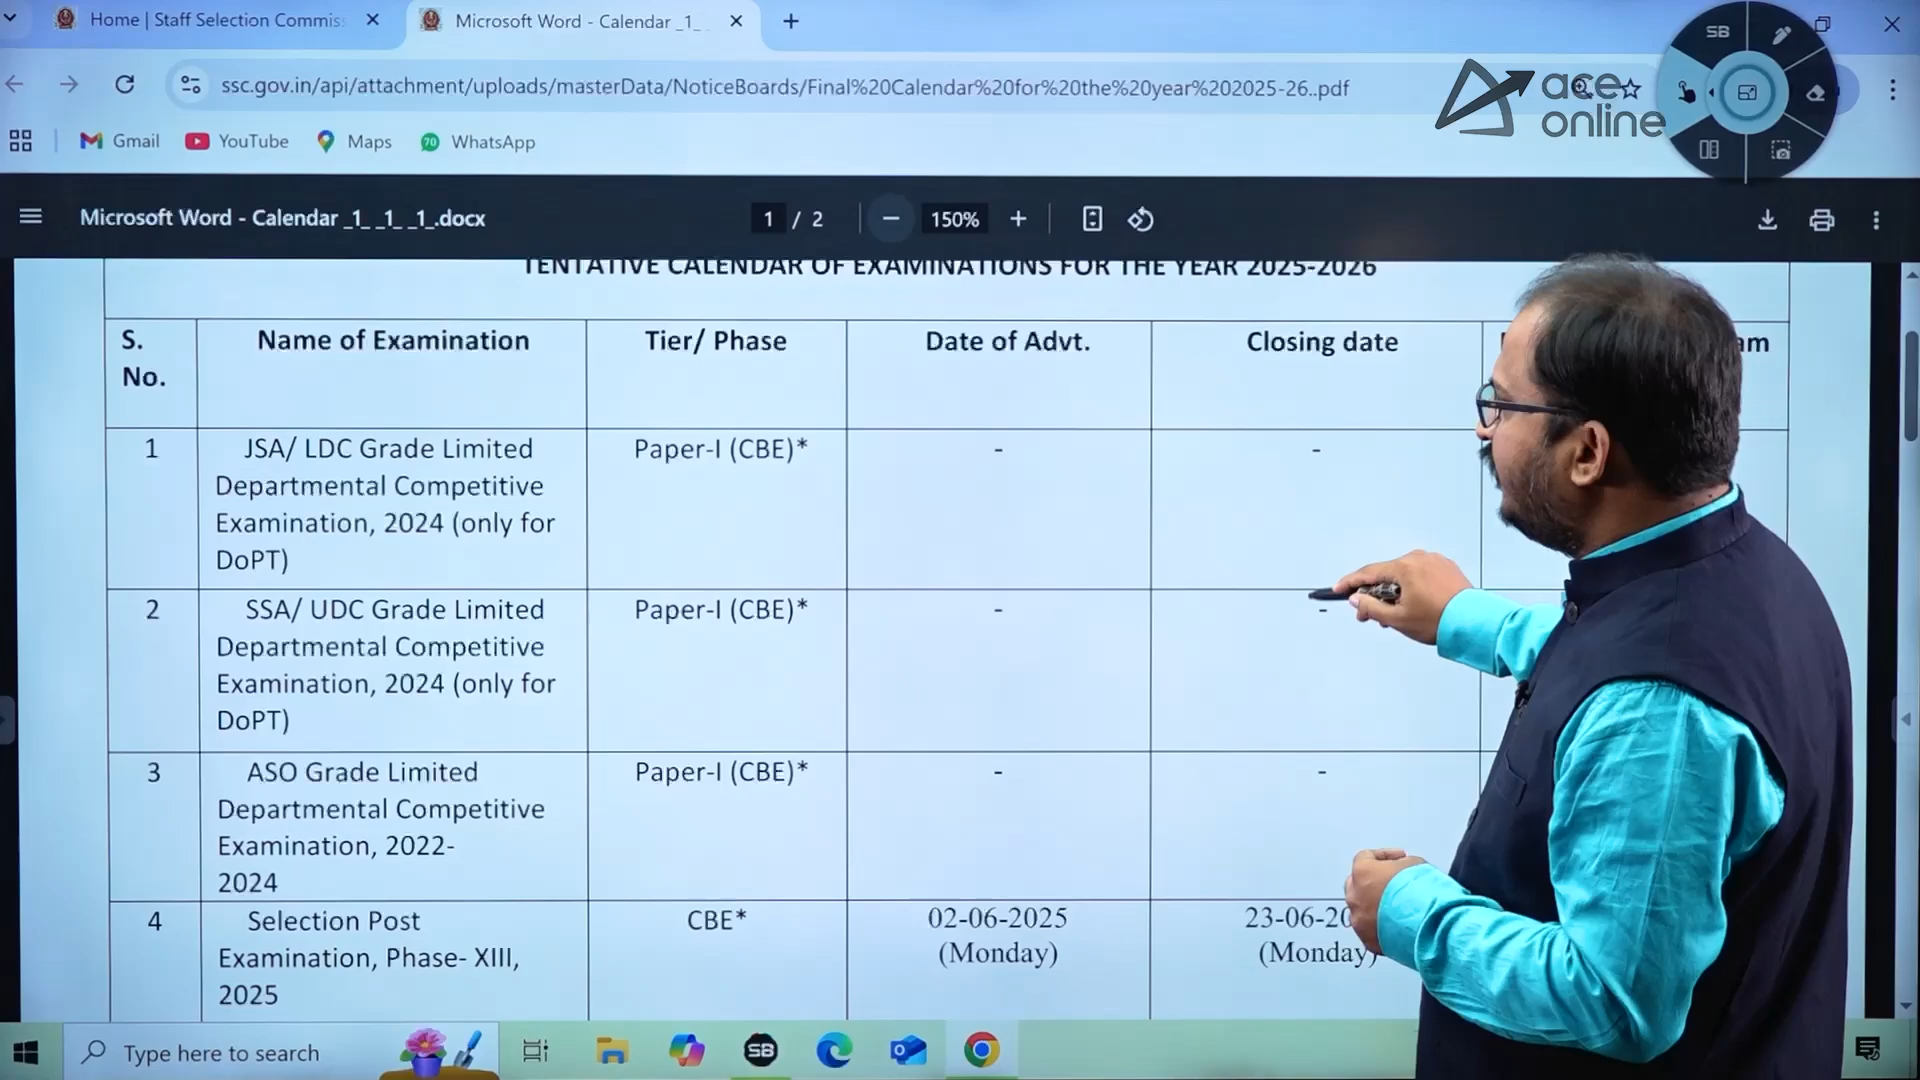 Home | Staff Selection Commis
Microsoft Word - Calendar _1_
ssc.gov.in/api/attachment/uploads/masterData/NoticeBoards/Final%20Calendar%20for%20the%20year%202025-26..pdf
ace
online
SB
Gmail
YouTube
Maps
70
WhatsApp
Microsoft Word - Calendar _1_ _1_ _1_.docx
1 / 2
150%
TENTATIVE CALENDAR OF EXAMINATIONS FOR THE YEAR 2025-2026
S. No.
Name of Examination
Tier/ Phase
Date of Advt.
Closing date
am
1
JSA/ LDC Grade Limited
Departmental Competitive
Examination, 2024 (only for
DoPT)
Paper-I (CBE)*
-
-
2
SSA/ UDC Grade Limited
Departmental Competitive
Examination, 2024 (only for
DoPT)
Paper-I (CBE)*
-
-
3
ASO Grade Limited
Departmental Competitive
Examination, 2022-
2024
Paper-I (CBE)*
-
-
4
Selection Post
Examination, Phase- XIII,
2025
CBE*
02-06-2025
(Monday)
23-06-20
(Monday)
Type here to search
SB